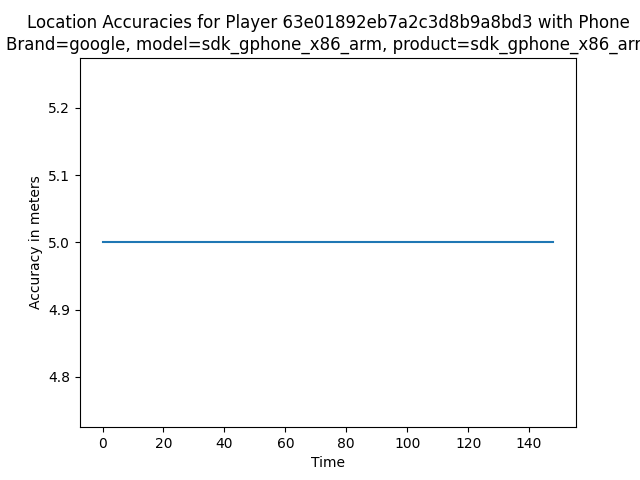 Location Accuracies for Player 63e01892eb7a2c3d8b9a8bd3 with Phone
Brand=google, model=sdk_gphone_x86_arm, product=sdk_gphone_x86_arm
5.2
5.1
5.0
4.9
4.8
Accuracy in meters
0 20 40 60 80 100 120 140
Time